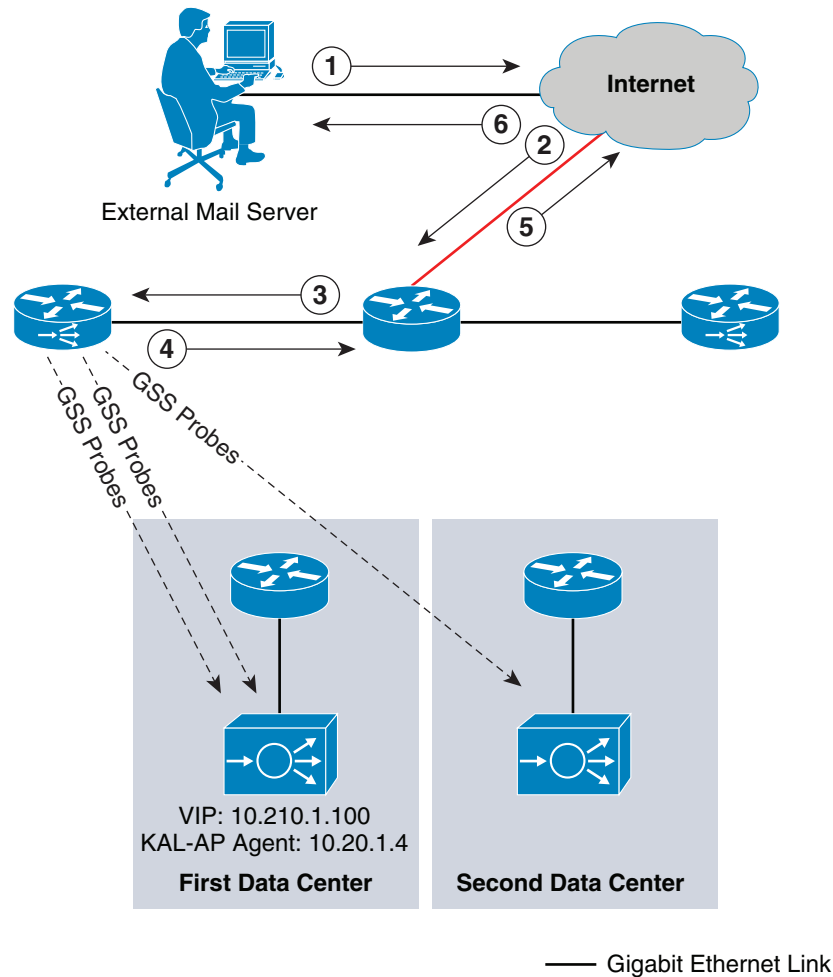 1
Internet
6
2
External Mail Server
5
3
4
GSS Probes
GSS Probes
GSS Probes
VIP: 10.210.1.100
KAL-AP Agent: 10.20.1.4
First Data Center
Second Data Center
Gigabit Ethernet Link